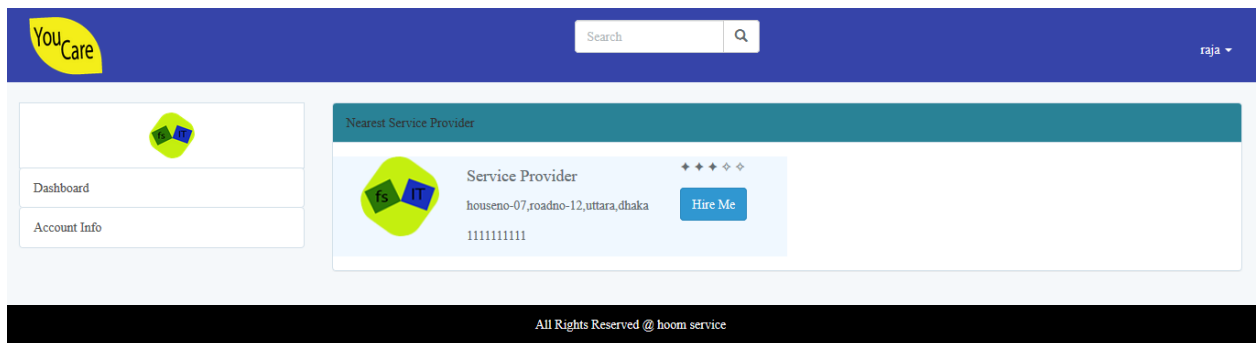 You Care
Search
raja
fs IT
Dashboard
Account Info
Nearest Service Provider
fs IT
Service Provider
houseno-07,roadno-12,uttara,dhaka
1111111111
✦ ✦ ✦ ✧ ✧
Hire Me
All Rights Reserved @ hoom service